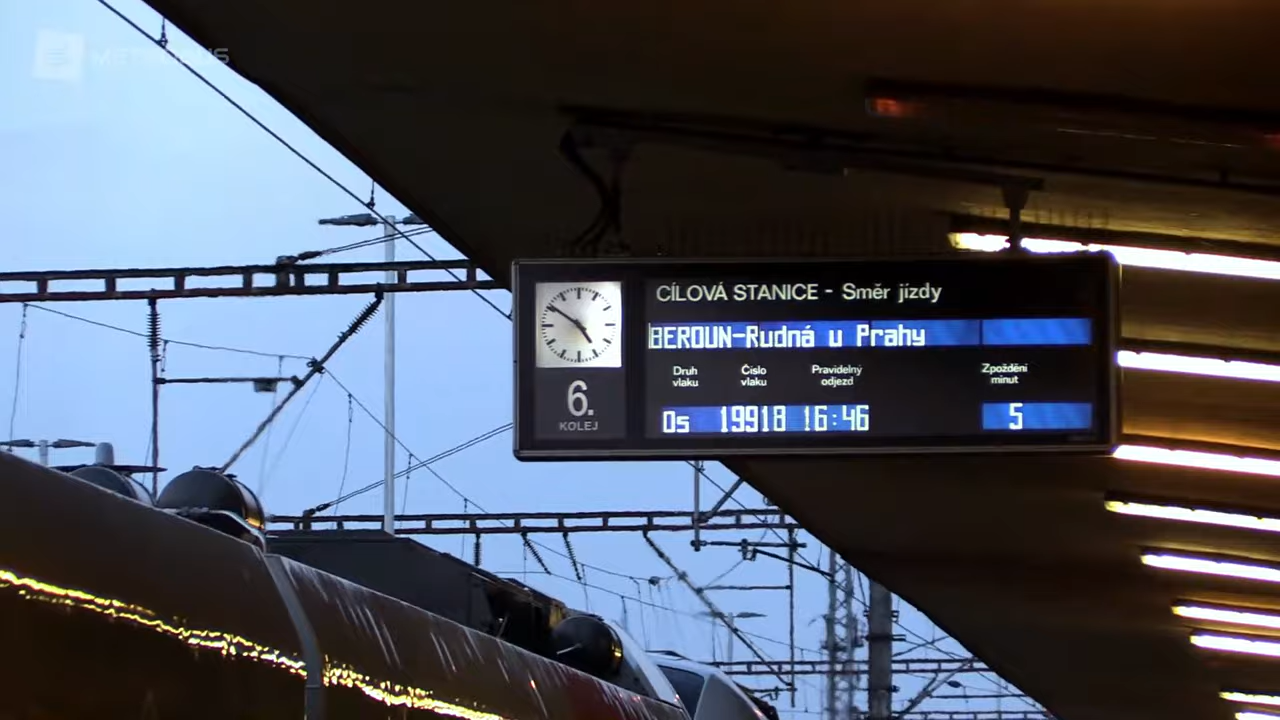 CÍLOVÁ STANICE - Směr jízdy
BEROUN-Rudná u Prahy
Druh vlaku
Číslo vlaku
Pravidelný odjezd
Zpoždění minut
Os 19918 16:46 5
6.
KOLEJ